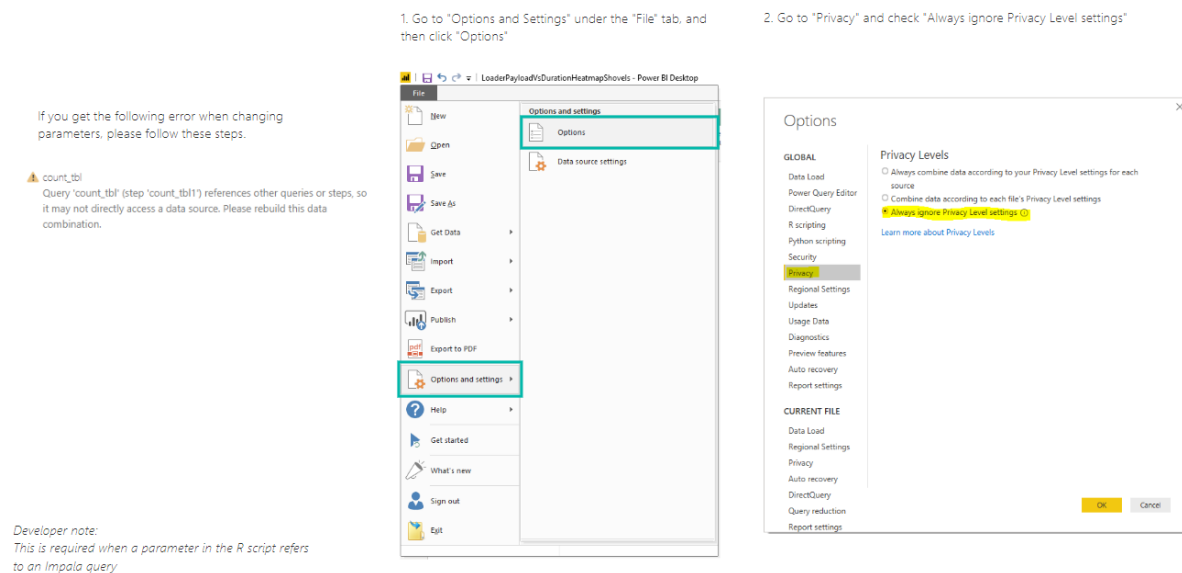 If you get the following error when changing
parameters, please follow these steps.
count_tbl
Query 'count_tbl' (step 'count_tbl1') references other queries or steps, so
it may not directly access a data source. Please rebuild this data
combination.
Developer note:
This is required when a parameter in the R script refers
to an Impala query
1. Go to "Options and Settings" under the "File" tab, and
then click "Options"
LoaderPayloadVsDurationHeatmapShovels - Power BI Desktop
File
New
Open
Save
Save As
Get Data
Import
Export
Publish
pdf
Export to PDF
Options and settings
Help
Get started
What's new
Sign out
Exit
Options and settings
Options
Data source settings
2. Go to "Privacy" and check "Always ignore Privacy Level settings"
Options
GLOBAL
Data Load
Power Query Editor
DirectQuery
R scripting
Python scripting
Security
Privacy
Regional Settings
Updates
Usage Data
Diagnostics
Preview features
Auto recovery
Report settings
CURRENT FILE
Data Load
Regional Settings
Privacy
Auto recovery
DirectQuery
Query reduction
Report settings
Privacy Levels
Always combine data according to your Privacy Level settings for each
source
Combine data according to each file's Privacy Level settings
Always ignore Privacy Level settings
Learn more about Privacy Levels
OK
Cancel